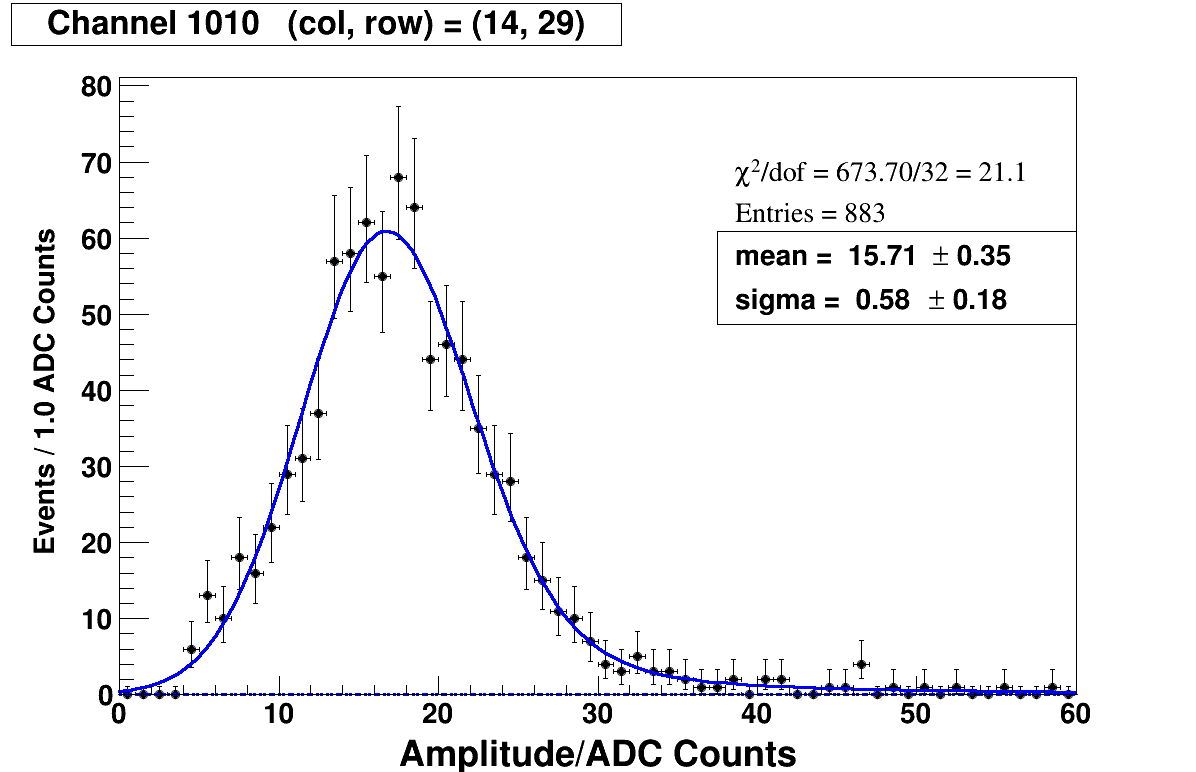 Channel 1010 (col, row) = (14, 29)
80
70
60
50
40
30
20
10
0
Events / 1.0 ADC Counts
χ²/dof = 673.70/32 = 21.1
Entries = 883
mean = 15.71 ± 0.35
sigma = 0.58 ± 0.18
0 10 20 30 40 50 60
Amplitude/ADC Counts